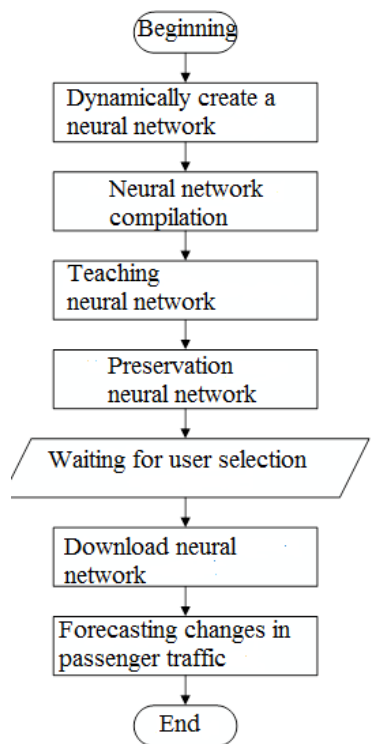 Beginning
Dynamically create a
neural network
Neural network
compilation
Teaching
neural network
Preservation
neural network
Waiting for user selection
Download neural
network
Forecasting changes in
passenger traffic
End